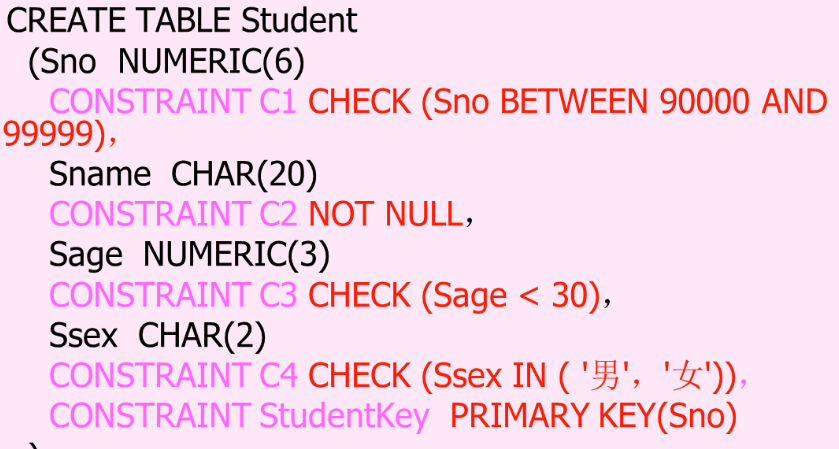 CREATE TABLE Student
(Sno NUMERIC(6)
CONSTRAINT C1 CHECK (Sno BETWEEN 90000 AND
99999)，
Sname CHAR(20)
CONSTRAINT C2 NOT NULL，
Sage NUMERIC(3)
CONSTRAINT C3 CHECK (Sage < 30)，
Ssex CHAR(2)
CONSTRAINT C4 CHECK (Ssex IN ( '男'，'女'))，
CONSTRAINT StudentKey PRIMARY KEY(Sno)